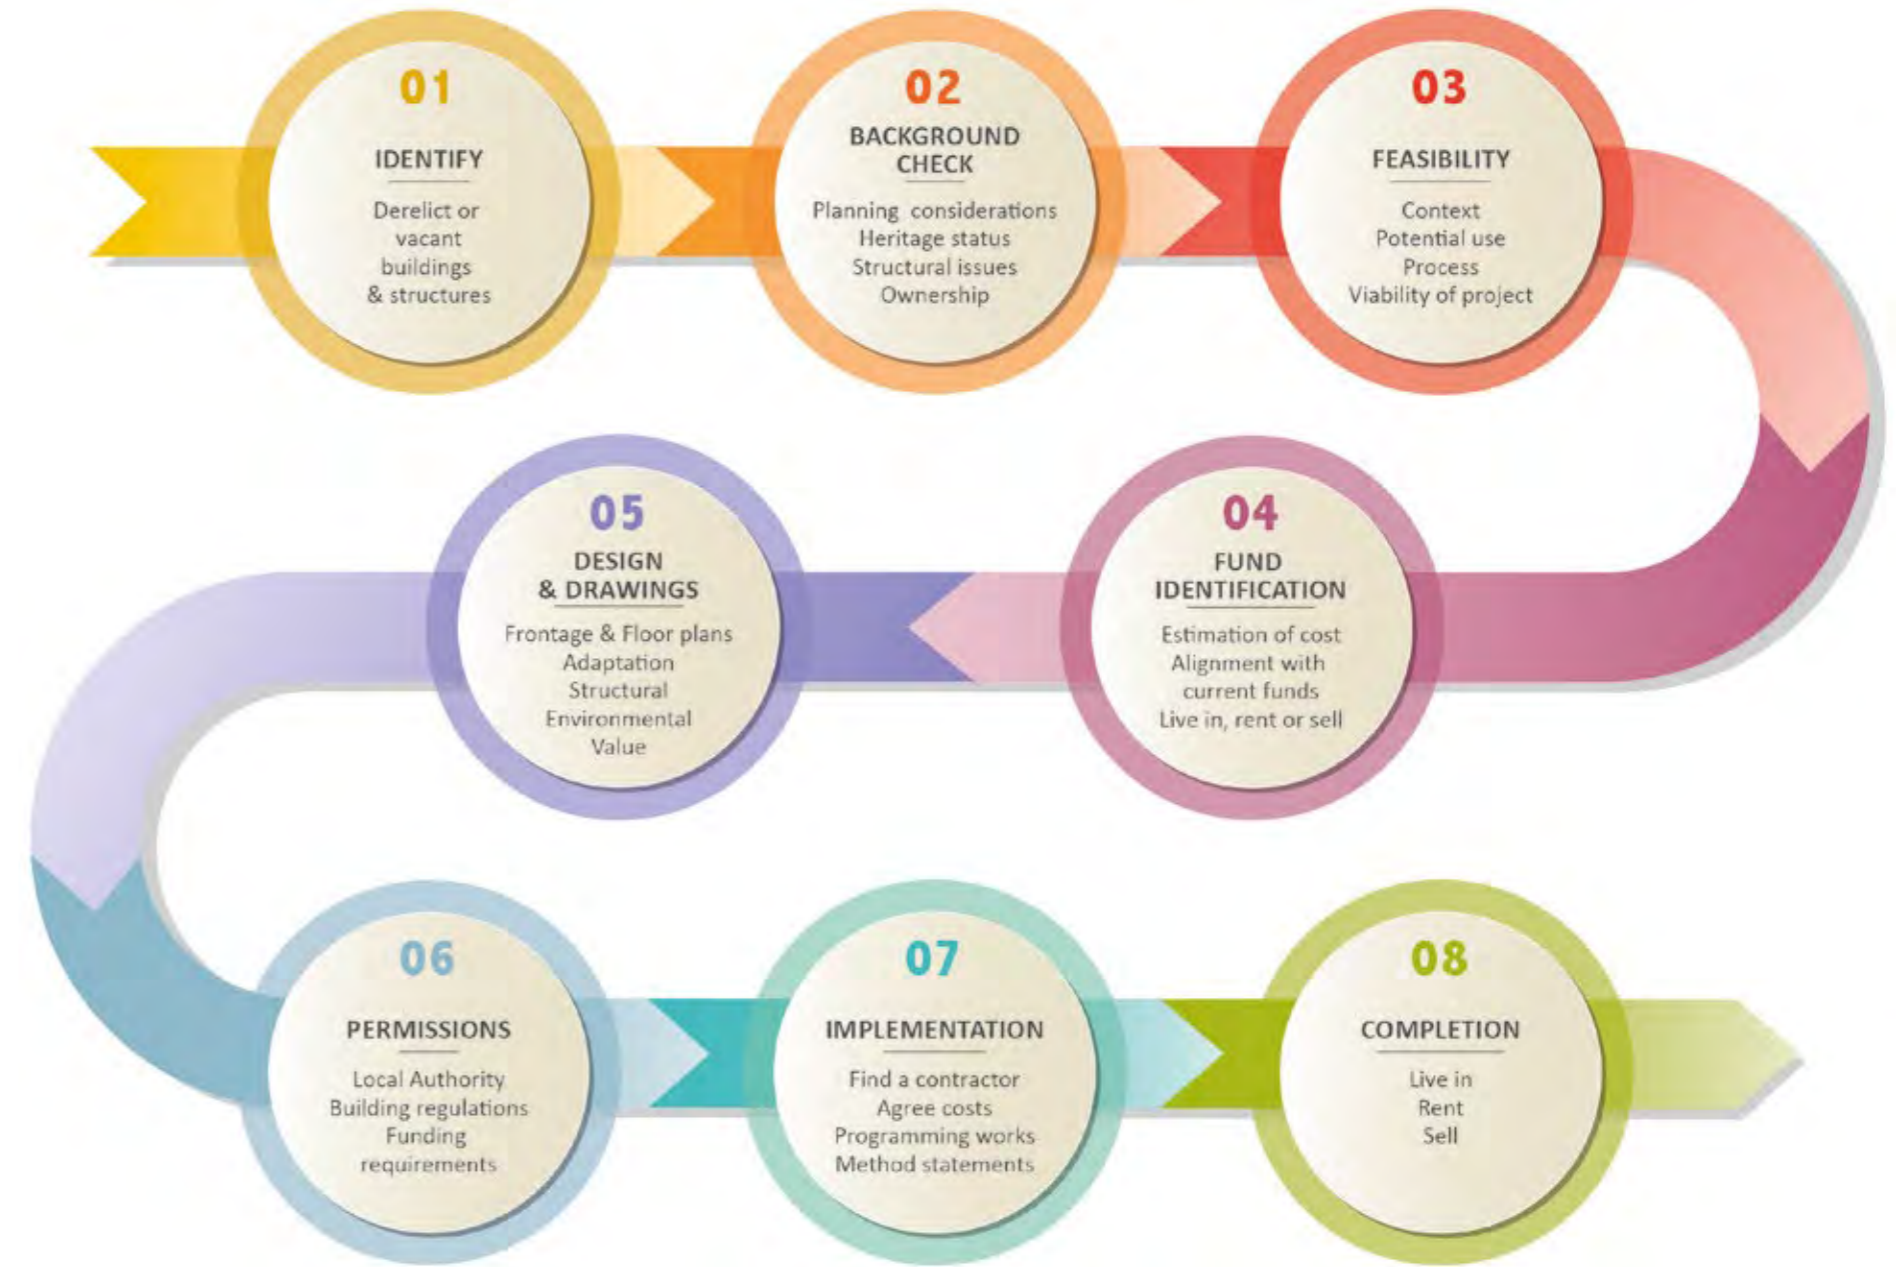 01
IDENTIFY
Derelict or
vacant
buildings
& structures
02
BACKGROUND
CHECK
Planning considerations
Heritage status
Structural issues
Ownership
03
FEASIBILITY
Context
Potential use
Process
Viability of project
04
FUND
IDENTIFICATION
Estimation of cost
Alignment with
current funds
Live in, rent or sell
05
DESIGN
& DRAWINGS
Frontage & Floor plans
Adaptation
Structural
Environmental
Value
06
PERMISSIONS
Local Authority
Building regulations
Funding
requirements
07
IMPLEMENTATION
Find a contractor
Agree costs
Programming works
Method statements
08
COMPLETION
Live in
Rent
Sell